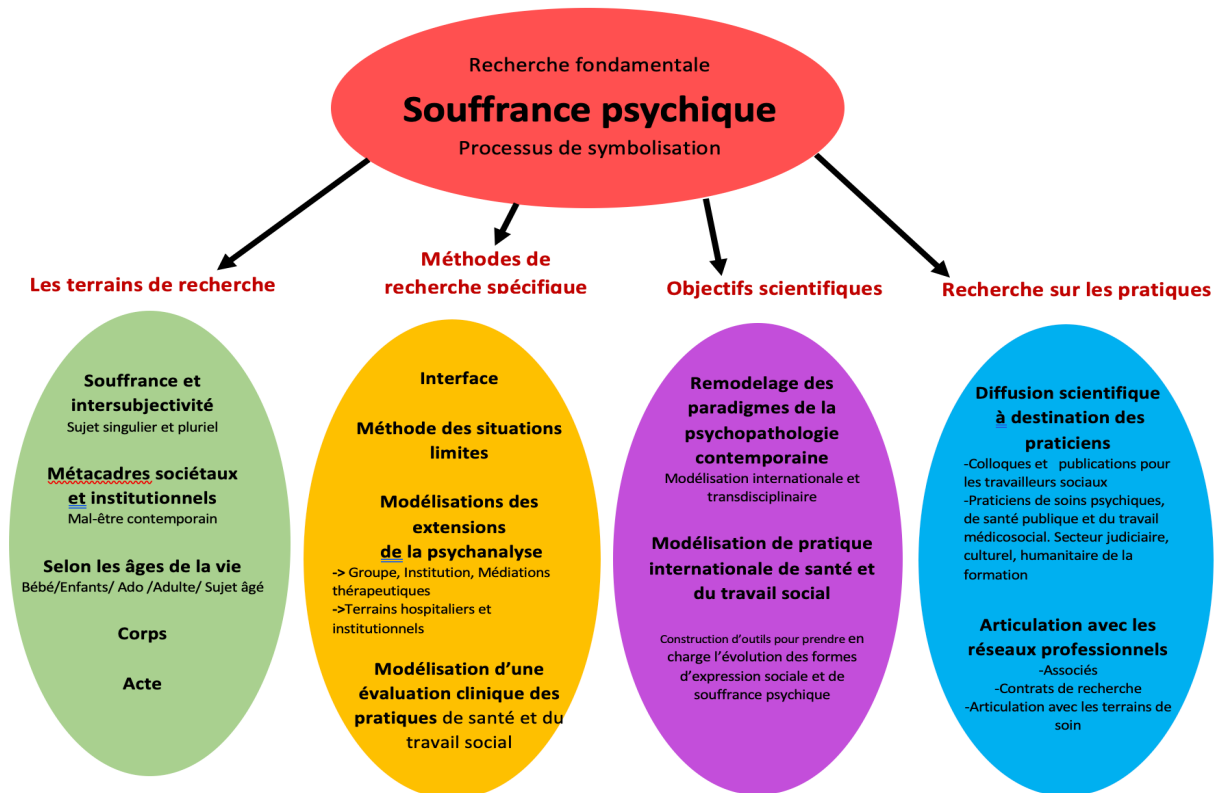 Recherche fondamentale
Souffrance psychique
Processus de symbolisation
Les terrains de recherche
Méthodes de
recherche spécifique
Objectifs scientifiques
Recherche sur les pratiques
Souffrance et
intersubjectivité
Sujet singulier et pluriel
Métacadres sociétaux
et institutionnels
Mal-être contemporain
Selon les âges de la vie
Bébé/Enfants/ Ado /Adulte/ Sujet âgé
Corps
Acte
Interface
Méthode des situations
limites
Modélisations des
extensions
de la psychanalyse
-> Groupe, Institution, Médiations
thérapeutiques
->Terrains hospitaliers et
institutionnels
Modélisation d’une
évaluation clinique des
pratiques de santé et du
travail social
Remodelage des
paradigmes de la
psychopathologie
contemporaine
Modélisation internationale et
transdisciplinaire
Modélisation de pratique
internationale de santé et
du travail social
Construction d’outils pour prendre en
charge l’évolution des formes
d’expression sociale et de
souffrance psychique
Diffusion scientifique
à destination des
praticiens
-Colloques et publications pour
les travailleurs sociaux
-Praticiens de soins psychiques,
de santé publique et du travail
médicosocial. Secteur judiciaire,
culturel, humanitaire de la
formation
Articulation avec les
réseaux professionnels
-Associés
-Contrats de recherche
-Articulation avec les terrains de
soin